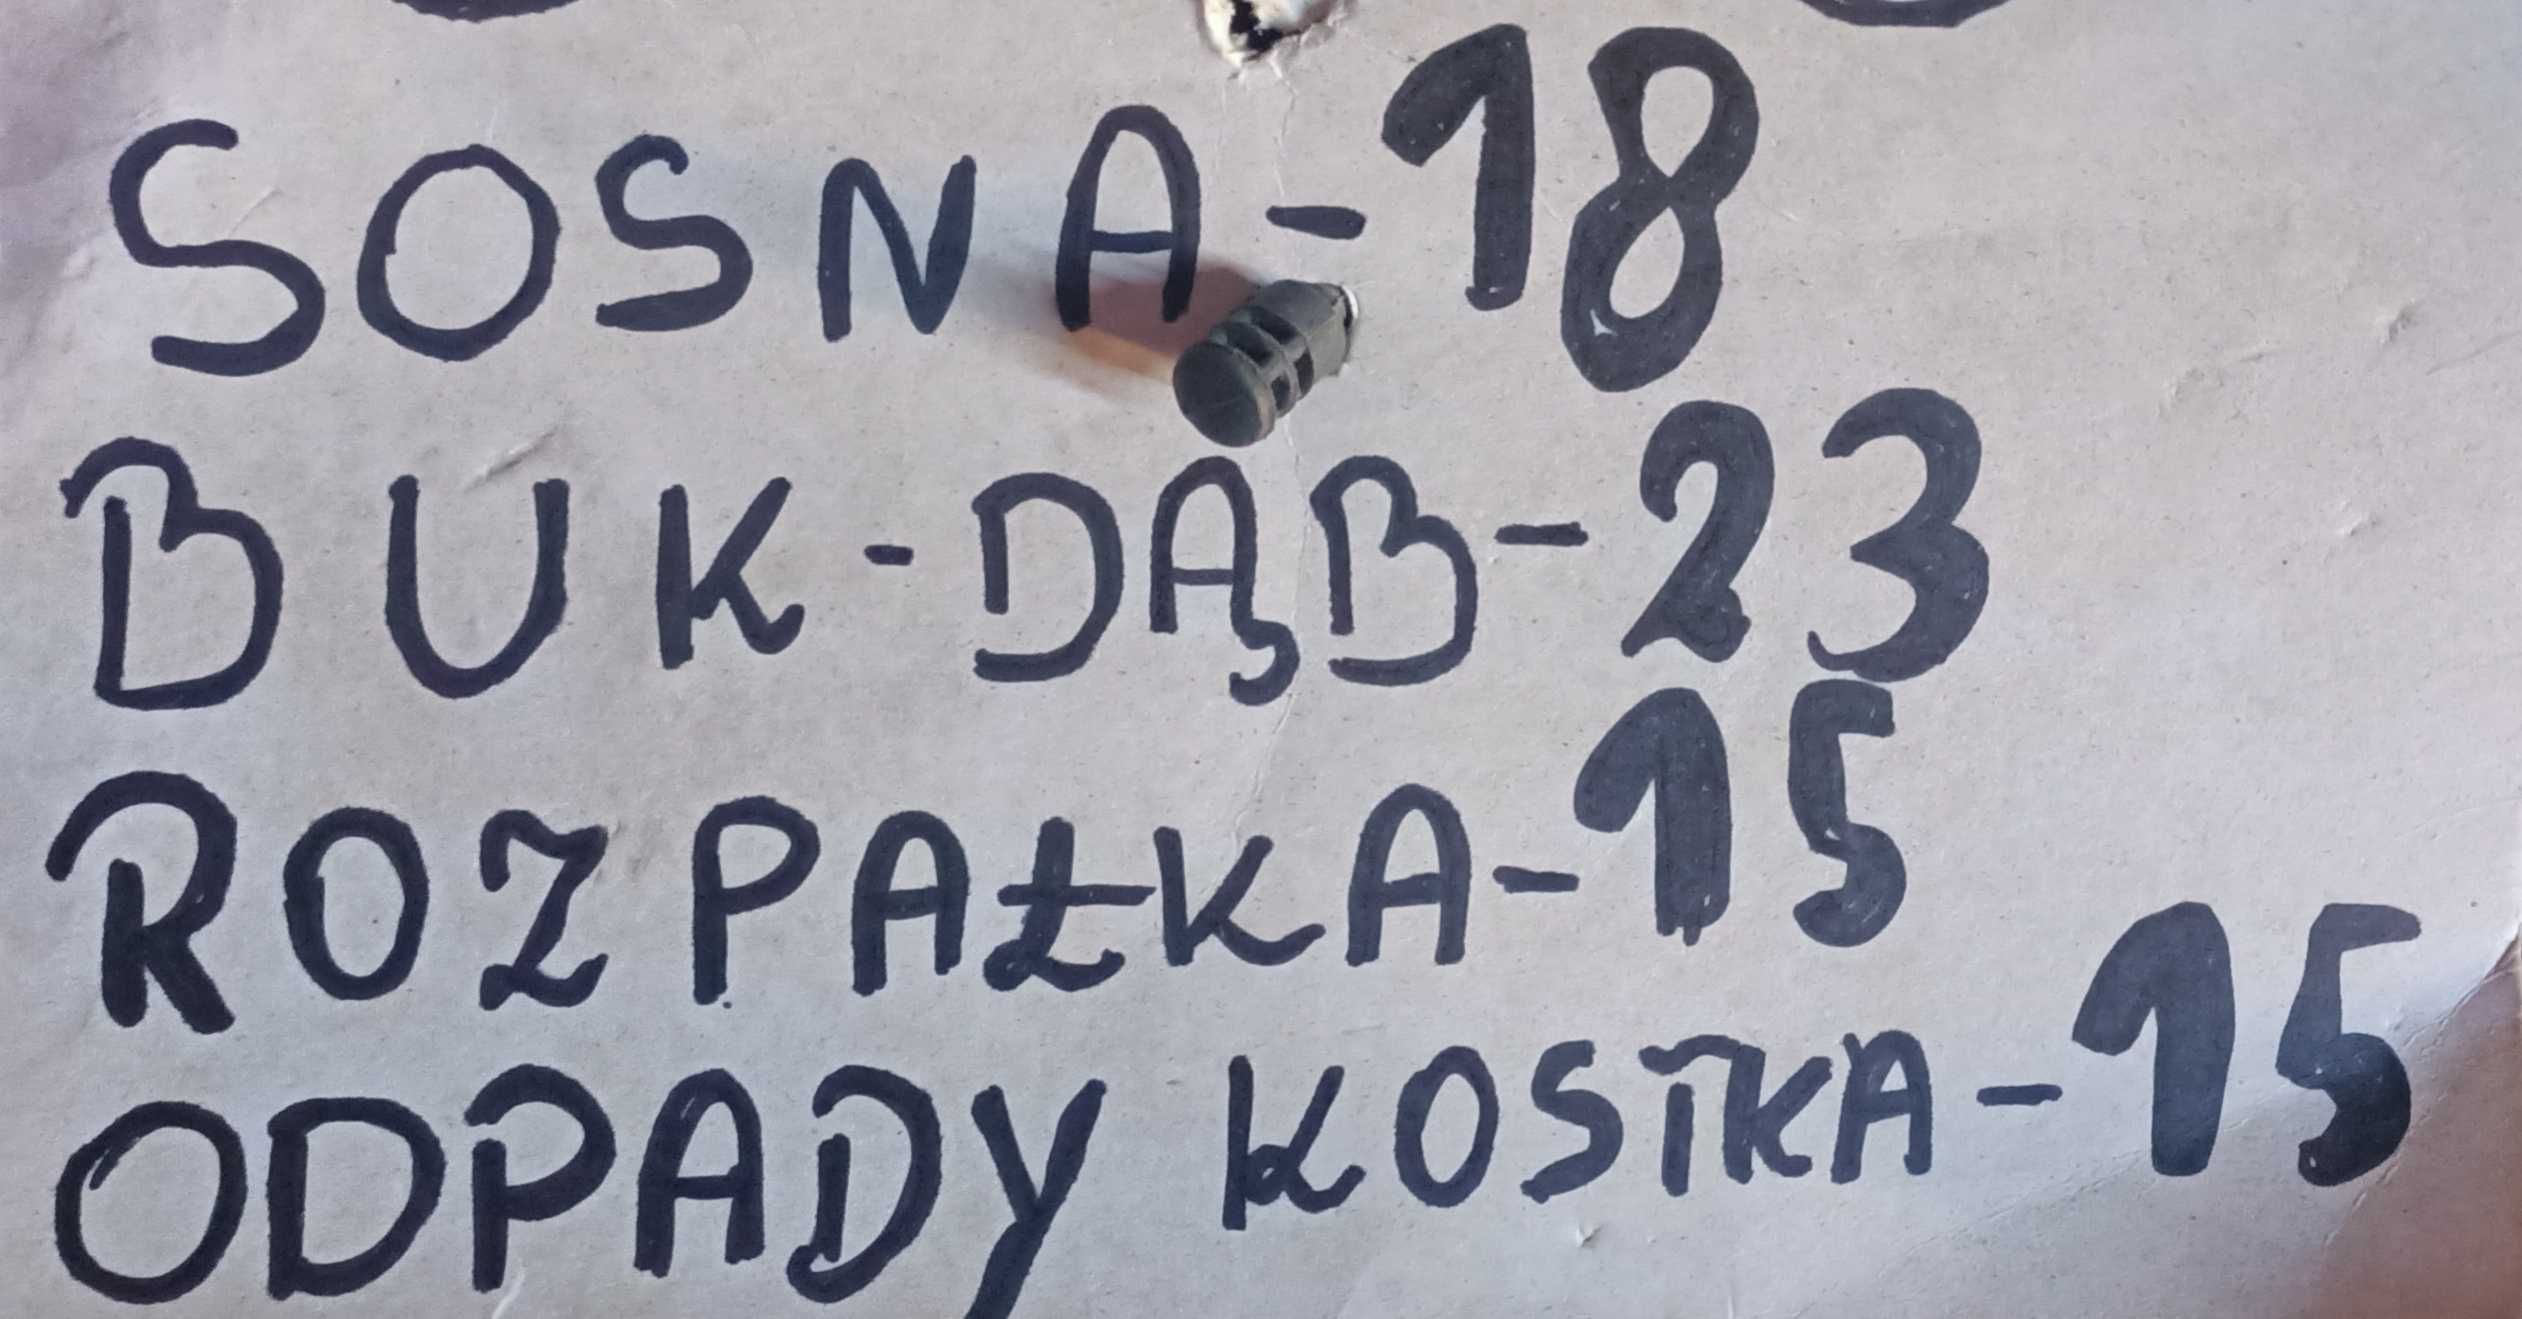 SOSNA - 18
BUK - DĄB - 23
ROZPAŁKA - 15
ODPADY KOSTKA - 15